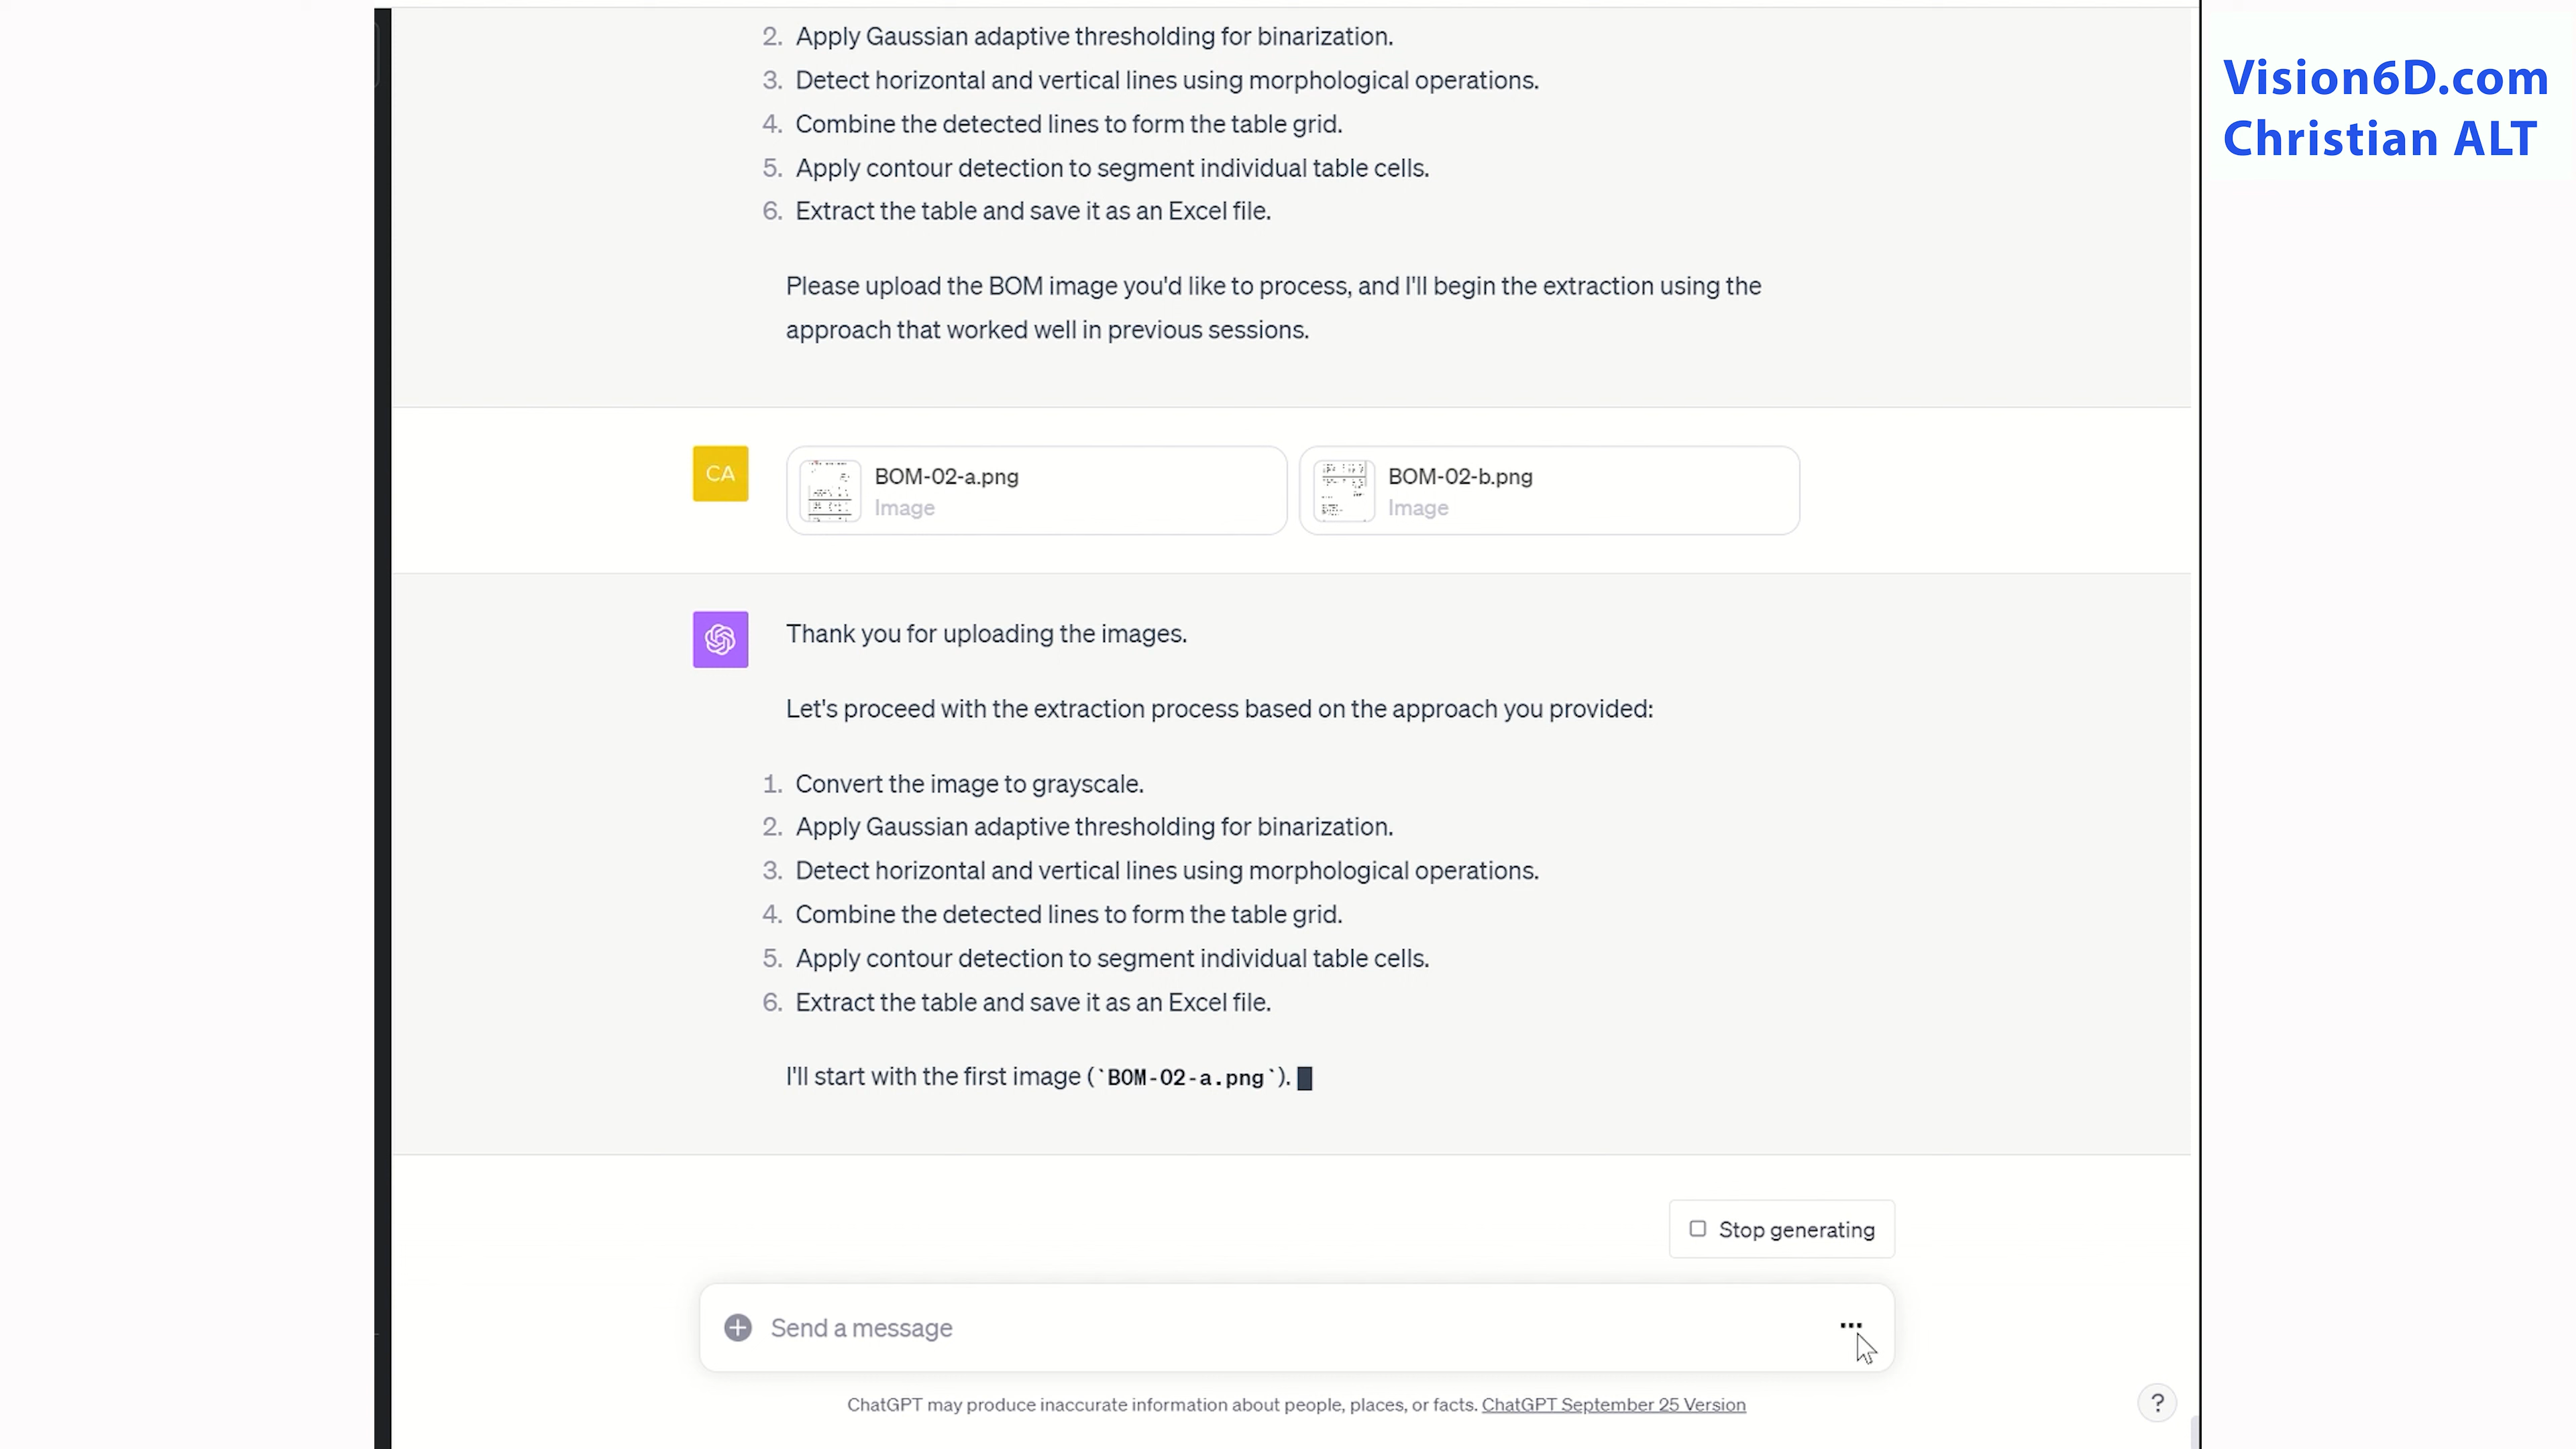 2. Apply Gaussian adaptive thresholding for binarization.
3. Detect horizontal and vertical lines using morphological operations.
4. Combine the detected lines to form the table grid.
5. Apply contour detection to segment individual table cells.
6. Extract the table and save it as an Excel file.
Please upload the BOM image you'd like to process, and I'll begin the extraction using the
approach that worked well in previous sessions.
Vision6D.com
Christian ALT
CA
BOM-02-a.png
Image
BOM-02-b.png
Image
Thank you for uploading the images.
Let's proceed with the extraction process based on the approach you provided:
1. Convert the image to grayscale.
2. Apply Gaussian adaptive thresholding for binarization.
3. Detect horizontal and vertical lines using morphological operations.
4. Combine the detected lines to form the table grid.
5. Apply contour detection to segment individual table cells.
6. Extract the table and save it as an Excel file.
I'll start with the first image (`BOM-02-a.png`).
Stop generating
Send a message
ChatGPT may produce inaccurate information about people, places, or facts. ChatGPT September 25 Version
?